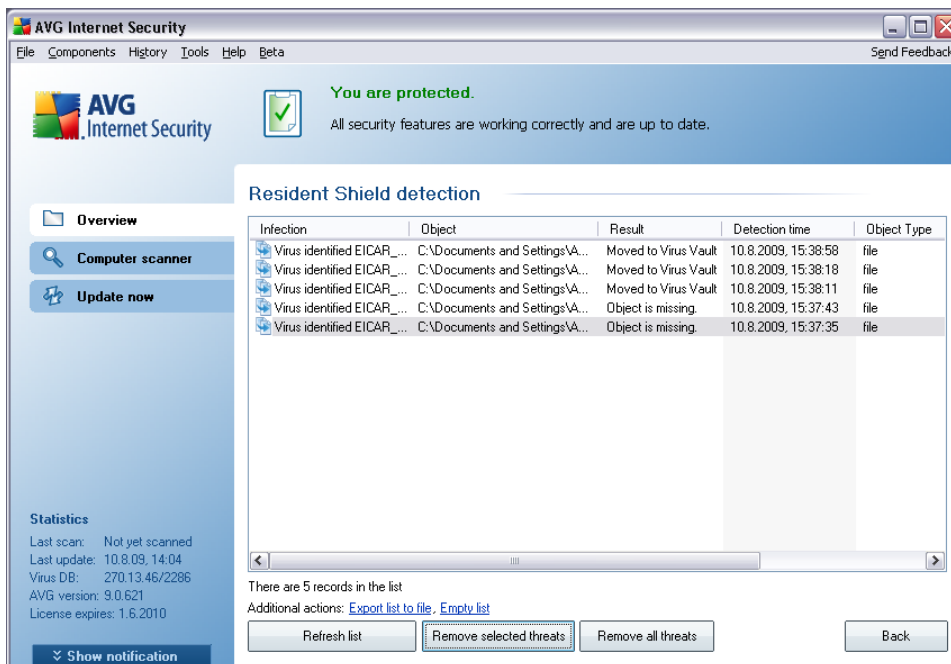 AVG Internet Security
File Components History Tools Help Beta Send Feedback
AVG
Internet Security
You are protected.
All security features are working correctly and are up to date.
Overview
Computer scanner
Update now
Resident Shield detection
Infection Object Result Detection time Object Type
Virus identified EICAR_... C:\Documents and Settings\A... Moved to Virus Vault 10.8.2009, 15:38:58 file
Virus identified EICAR_... C:\Documents and Settings\A... Moved to Virus Vault 10.8.2009, 15:38:18 file
Virus identified EICAR_... C:\Documents and Settings\A... Moved to Virus Vault 10.8.2009, 15:38:11 file
Virus identified EICAR_... C:\Documents and Settings\A... Object is missing. 10.8.2009, 15:37:43 file
Virus identified EICAR_... C:\Documents and Settings\A... Object is missing. 10.8.2009, 15:37:35 file
Statistics
Last scan: Not yet scanned
Last update: 10.8.09, 14:04
Virus DB: 270.13.46/2286
AVG version: 9.0.621
License expires: 1.6.2010
Show notification
There are 5 records in the list
Additional actions: Export list to file, Empty list
Refresh list Remove selected threats Remove all threats Back